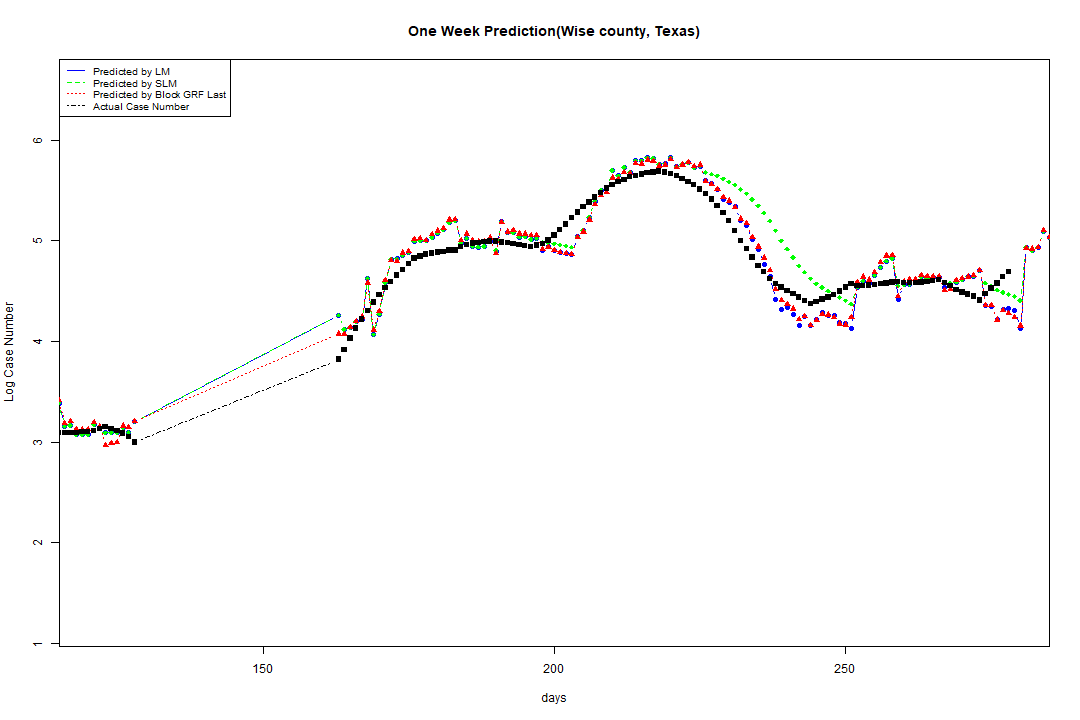 One Week Prediction(Wise county, Texas)
Predicted by LM
Predicted by SLM
Predicted by Block GRF Last
Actual Case Number
6
5
4
3
2
1
Log Case Number
150 200 250
days